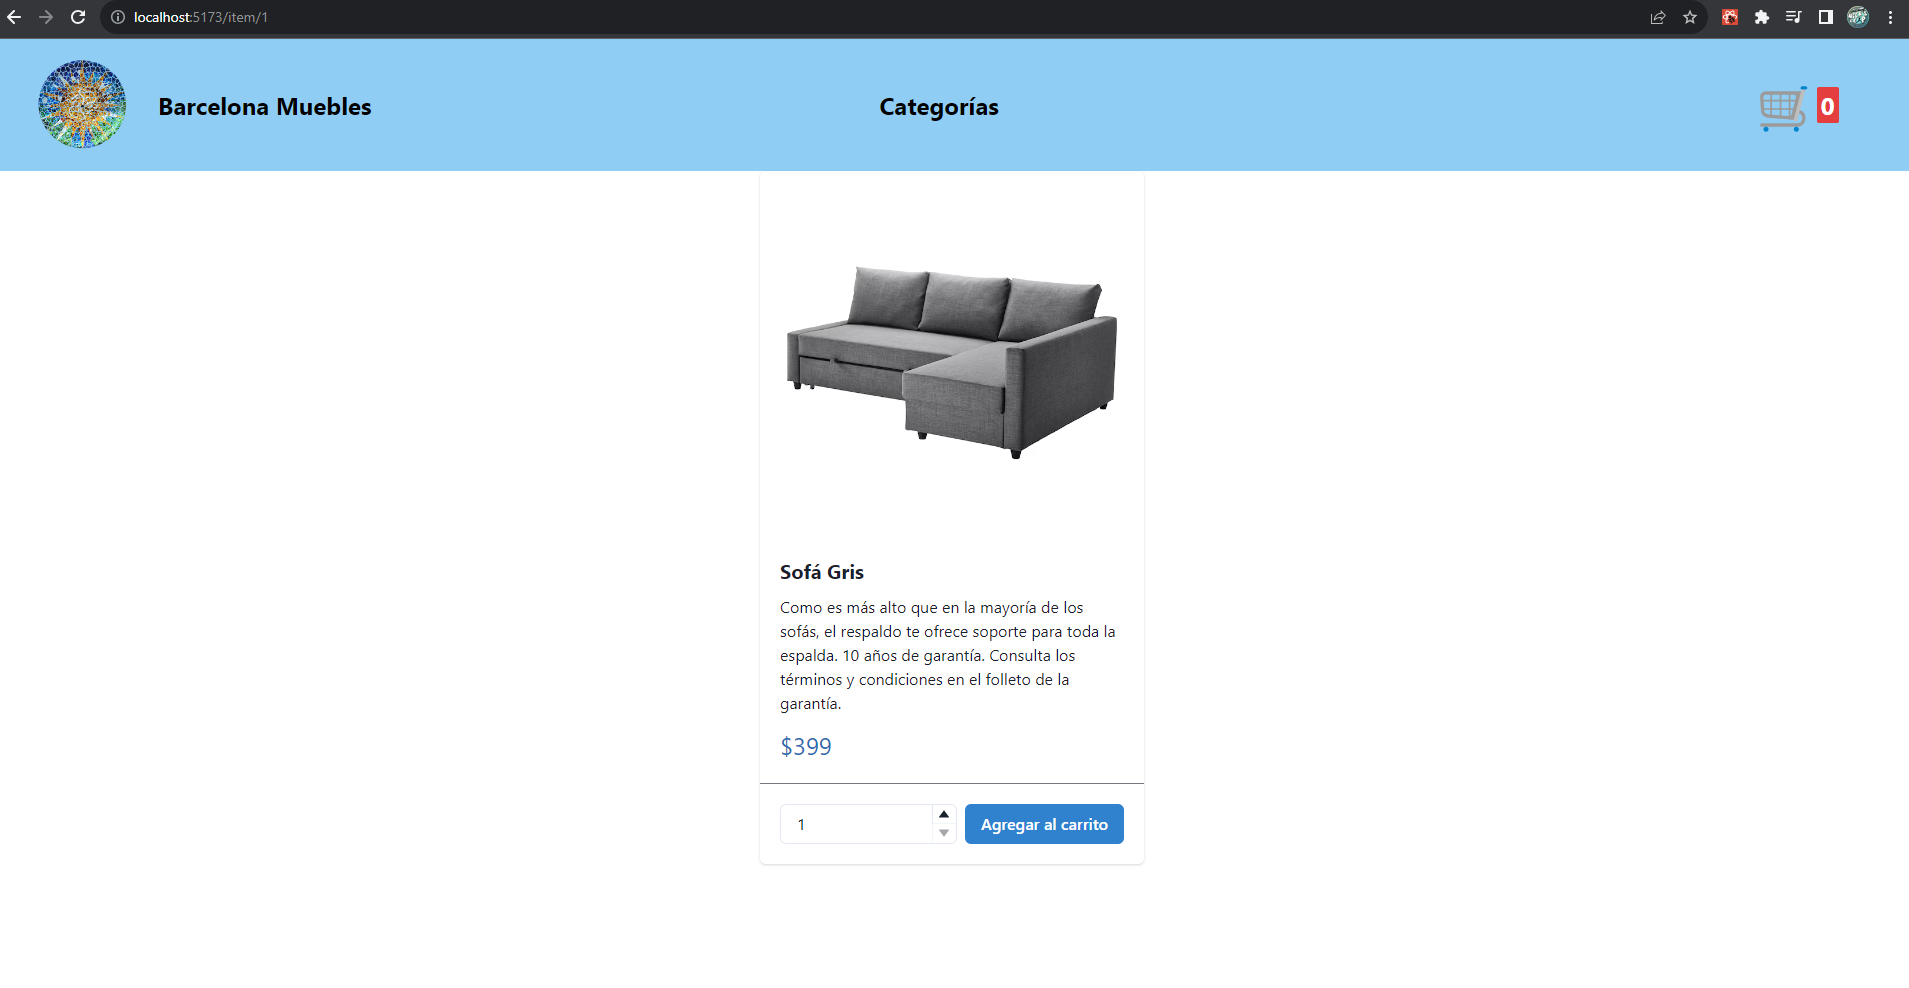 localhost:5173/item/1
Barcelona Muebles
Categorías
0
Sofá Gris
Como es más alto que en la mayoría de los
sofás, el respaldo te ofrece soporte para toda la
espalda. 10 años de garantía. Consulta los
términos y condiciones en el folleto de la
garantía.
$399
1
Agregar al carrito